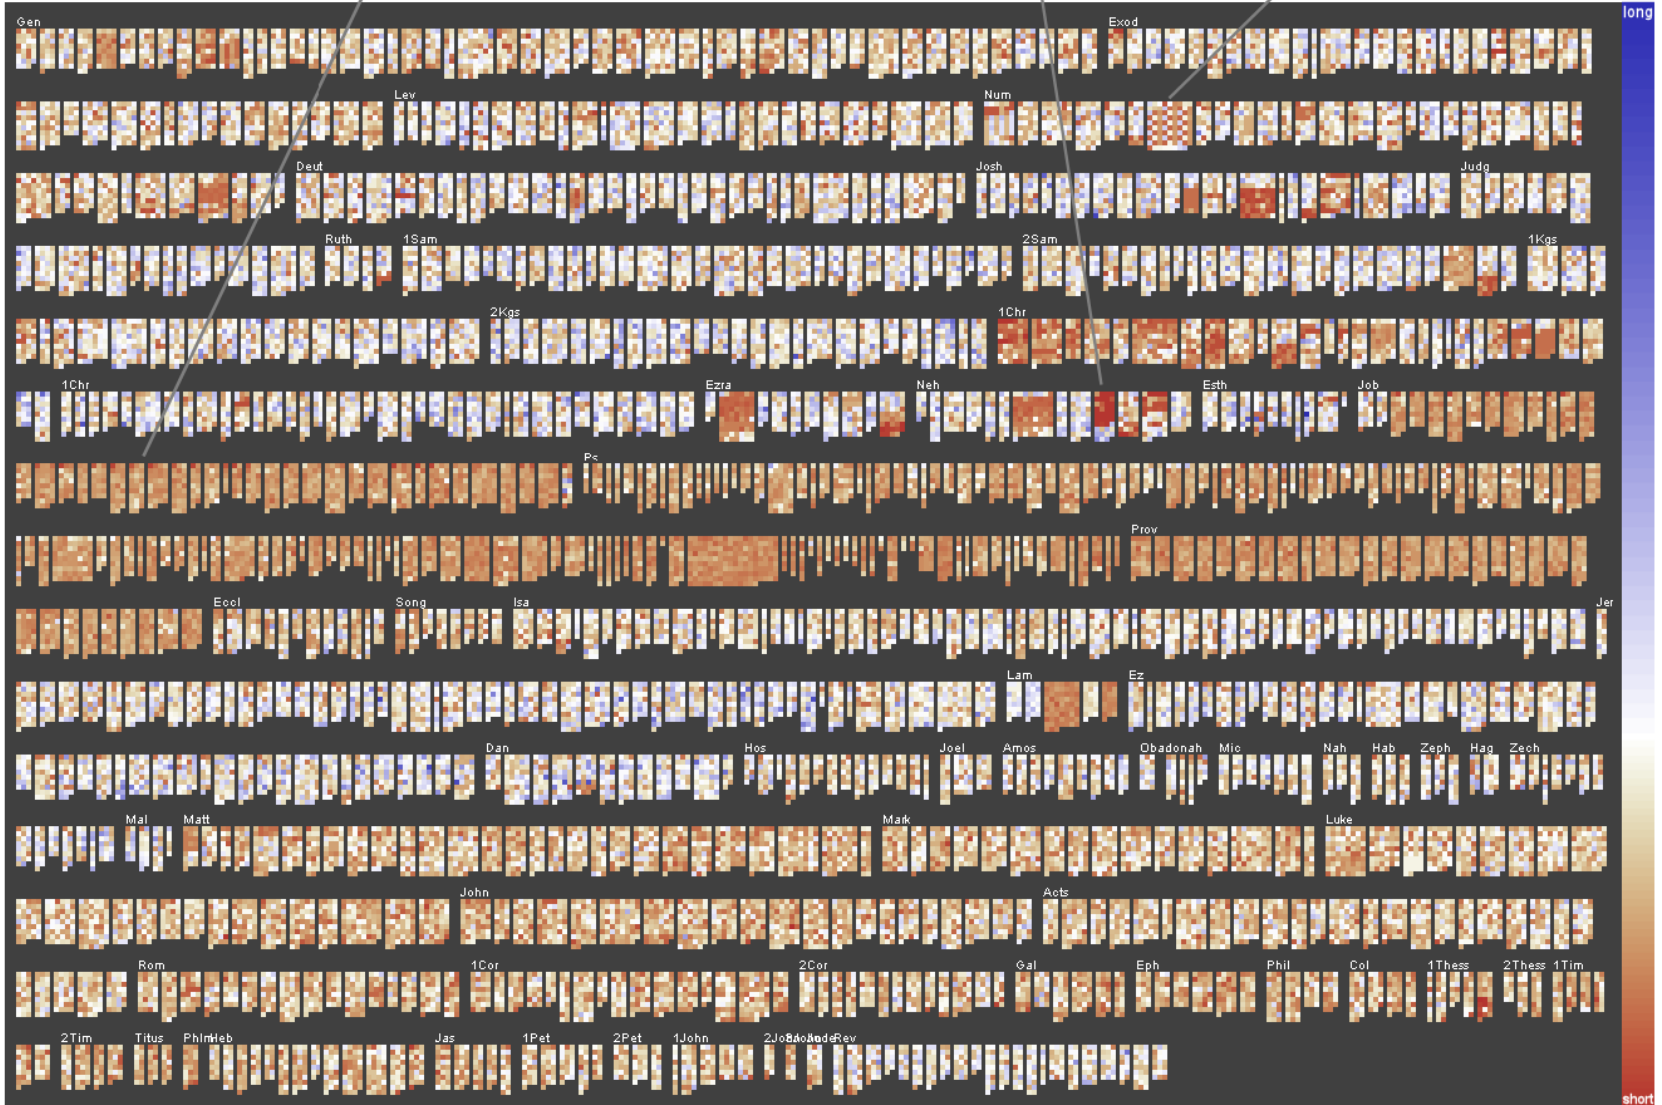 long
Gen Exod
Lev Num
Deut Josh Judg
Ruth 1Sam 2Sam 1Kgs
2Kgs 1Chr
1Chr Ezra Neh Esth Job
Ps
Prov
Eccl Song Isa Jer
Lam Ez
Dan Hos Joel Amos Obadonah Mic Nah Hab Zeph Hag Zech
Mal Matt Mark Luke
John Acts
Rom 1Cor 2Cor Gal Eph Phil Col 1Thess 2Thess 1Tim
2Tim Titus Phlm Heb Jas 1Pet 2Pet 1John Rev
short